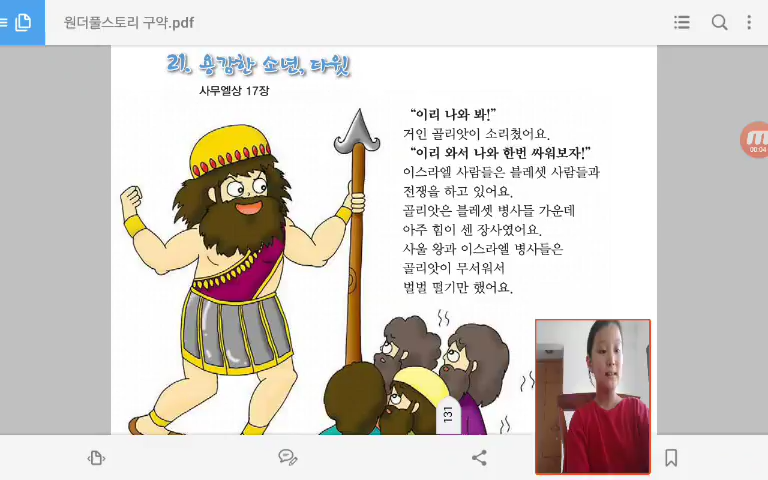 원더풀스토리 구약.pdf
21. 용감한 소년, 다윗
사무엘상 17장
“이리 나와 봐!”
거인 골리앗이 소리쳤어요.
“이리 와서 나와 한번 싸워보자!”
이스라엘 사람들은 블레셋 사람들과
전쟁을 하고 있어요.
골리앗은 블레셋 병사들 가운데
아주 힘이 센 장사였어요.
사울 왕과 이스라엘 병사들은
골리앗이 무서워서
벌벌 떨기만 했어요.
131
00:04